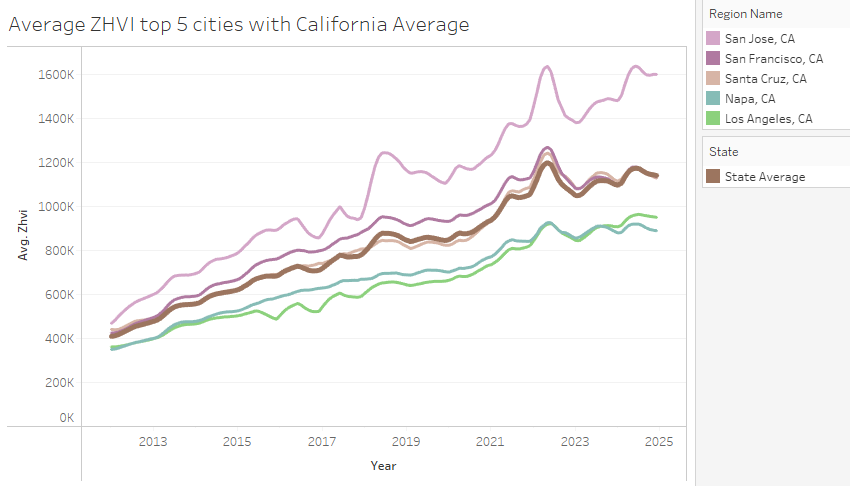 Average ZHVI top 5 cities with California Average
Region Name
San Jose, CA
San Francisco, CA
Santa Cruz, CA
Napa, CA
Los Angeles, CA
State
State Average
Avg. Zhvi
1600K
1400K
1200K
1000K
800K
600K
400K
200K
0K
2013
2015
2017
2019
2021
2023
2025
Year